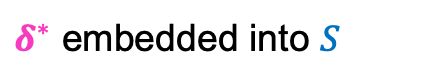 δ* embedded into S